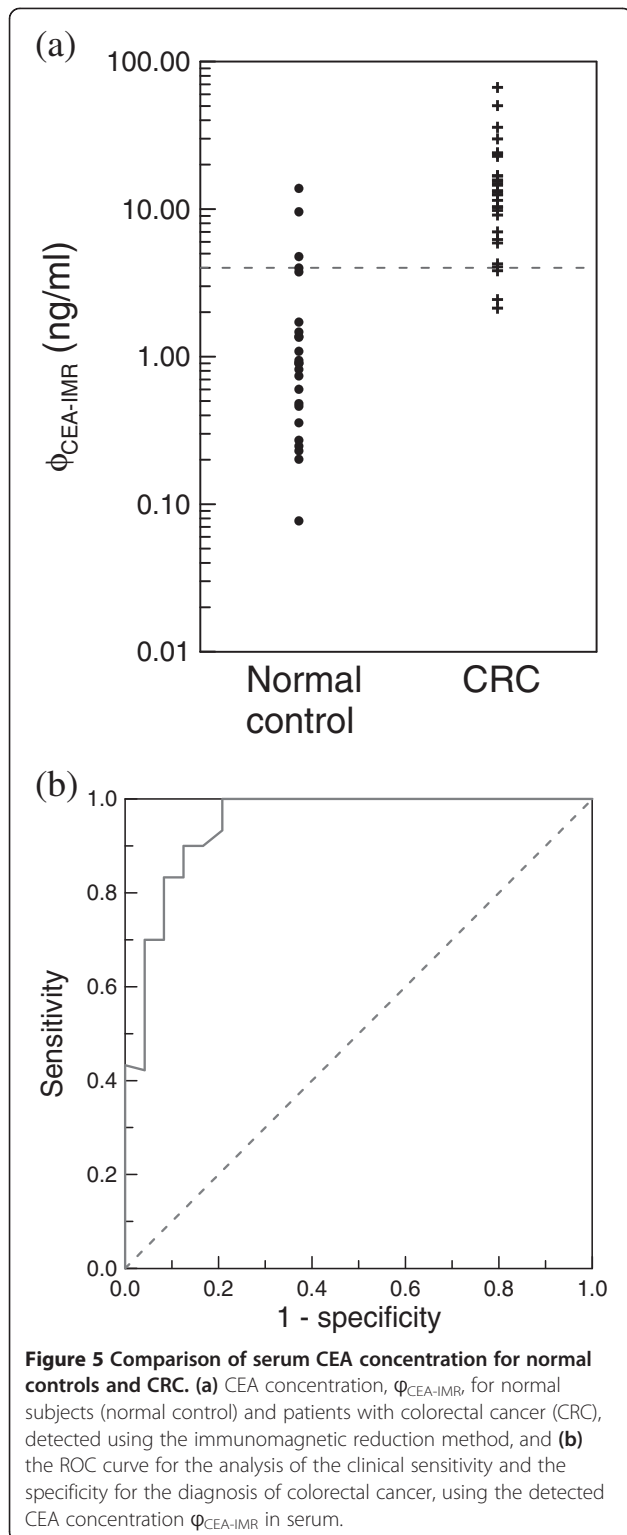 (a)
100.00
10.00
1.00
0.10
0.01
ϕCEA-IMR (ng/ml)
Normal control
CRC
(b)
1.0
0.8
0.6
0.4
0.2
0.0
Sensitivity
0.0 0.2 0.4 0.6 0.8 1.0
1 - specificity
Figure 5 Comparison of serum CEA concentration for normal
controls and CRC. (a) CEA concentration, φCEA-IMR, for normal
subjects (normal control) and patients with colorectal cancer (CRC),
detected using the immunomagnetic reduction method, and (b)
the ROC curve for the analysis of the clinical sensitivity and the
specificity for the diagnosis of colorectal cancer, using the detected
CEA concentration φCEA-IMR in serum.